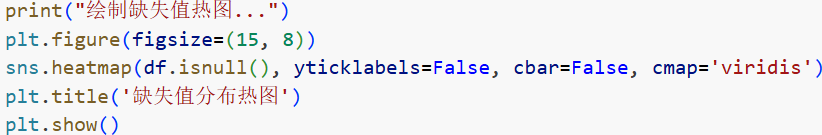 print("绘制缺失值热图...")
plt.figure(figsize=(15, 8))
sns.heatmap(df.isnull(), yticklabels=False, cbar=False, cmap='viridis')
plt.title('缺失值分布热图')
plt.show()